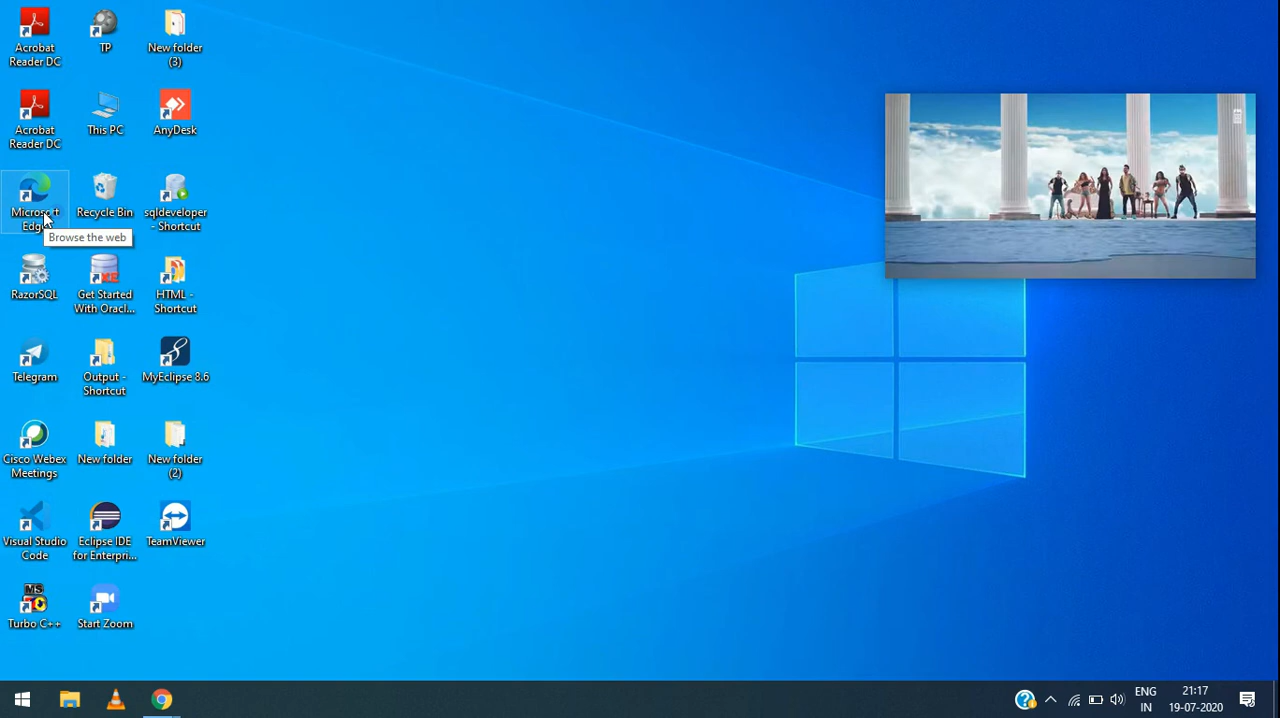 Acrobat
Reader DC
TP
New folder
(3)
Acrobat
Reader DC
This PC
AnyDesk
Microsoft
Edge
Recycle Bin
sqldeveloper
- Shortcut
Browse the web
RazorSQL
Get Started
With Oracl...
HTML -
Shortcut
Telegram
Output -
Shortcut
MyEclipse 8.6
Cisco Webex
Meetings
New folder
New folder
(2)
Visual Studio
Code
Eclipse IDE
for Enterpri...
TeamViewer
MS
Turbo C++
Start Zoom
ENG
IN
21:17
19-07-2020